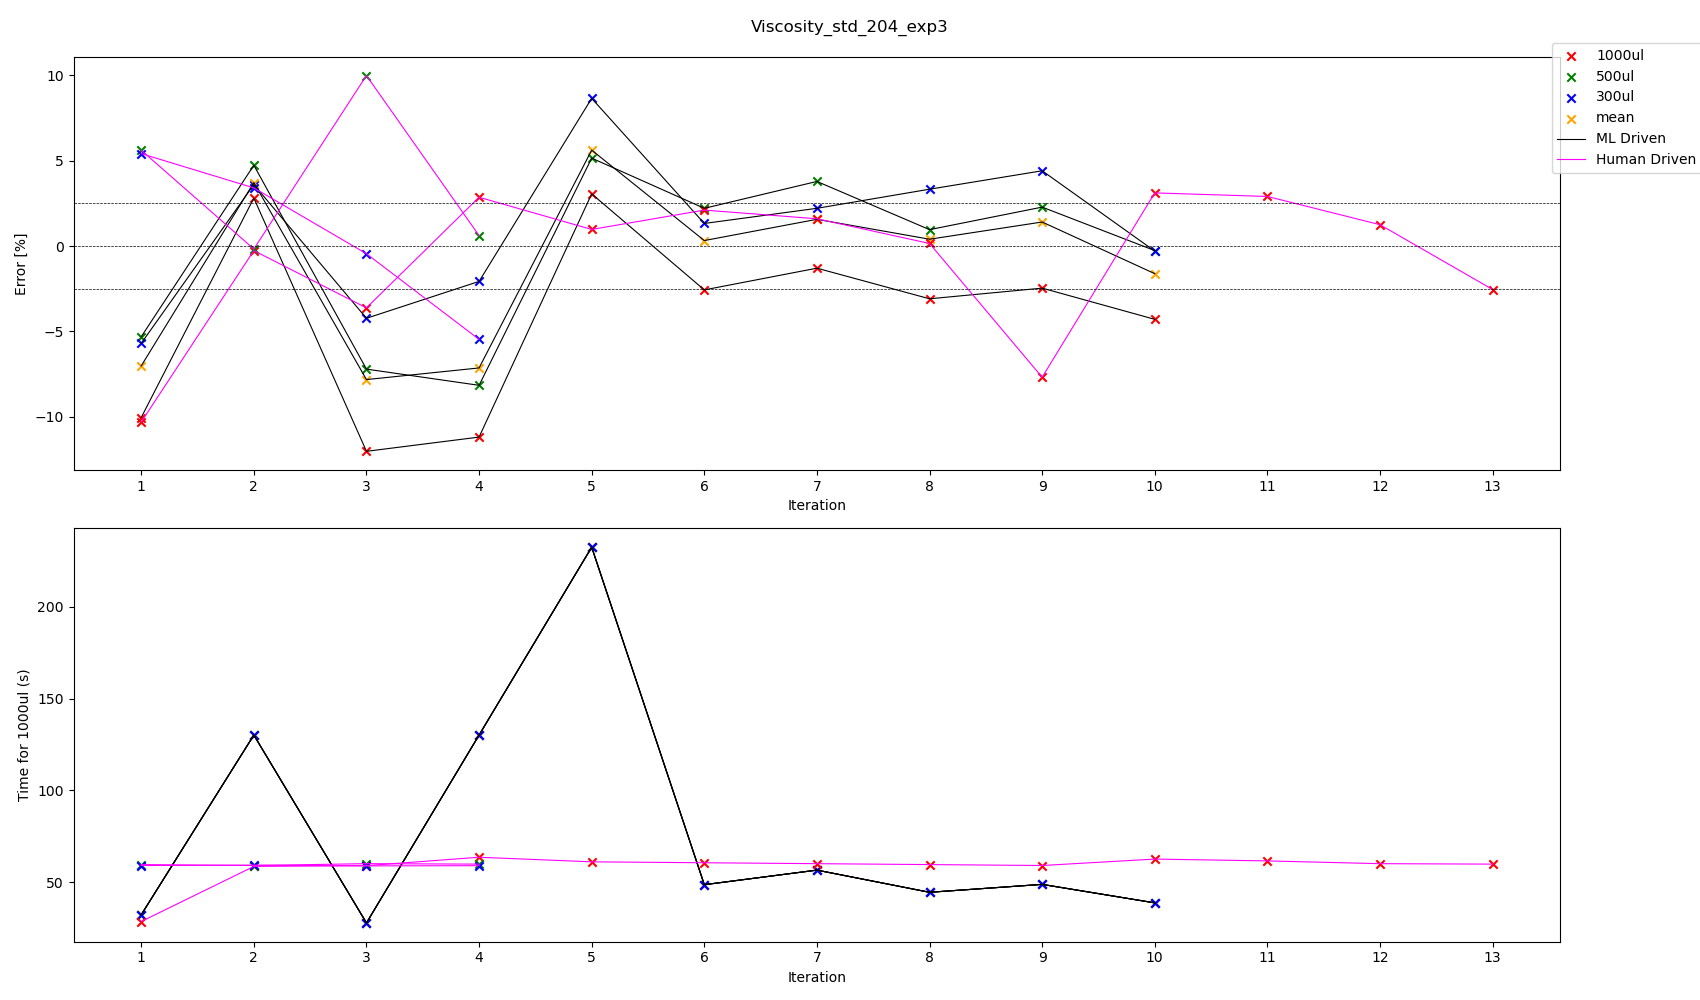 Viscosity_std_204_exp3
1000ul
500ul
300ul
mean
ML Driven
Human Driven
10
5
0
−5
−10
Error [%]
1 2 3 4 5 6 7 8 9 10 11 12 13
Iteration
200
150
100
50
Time for 1000ul (s)
1 2 3 4 5 6 7 8 9 10 11 12 13
Iteration